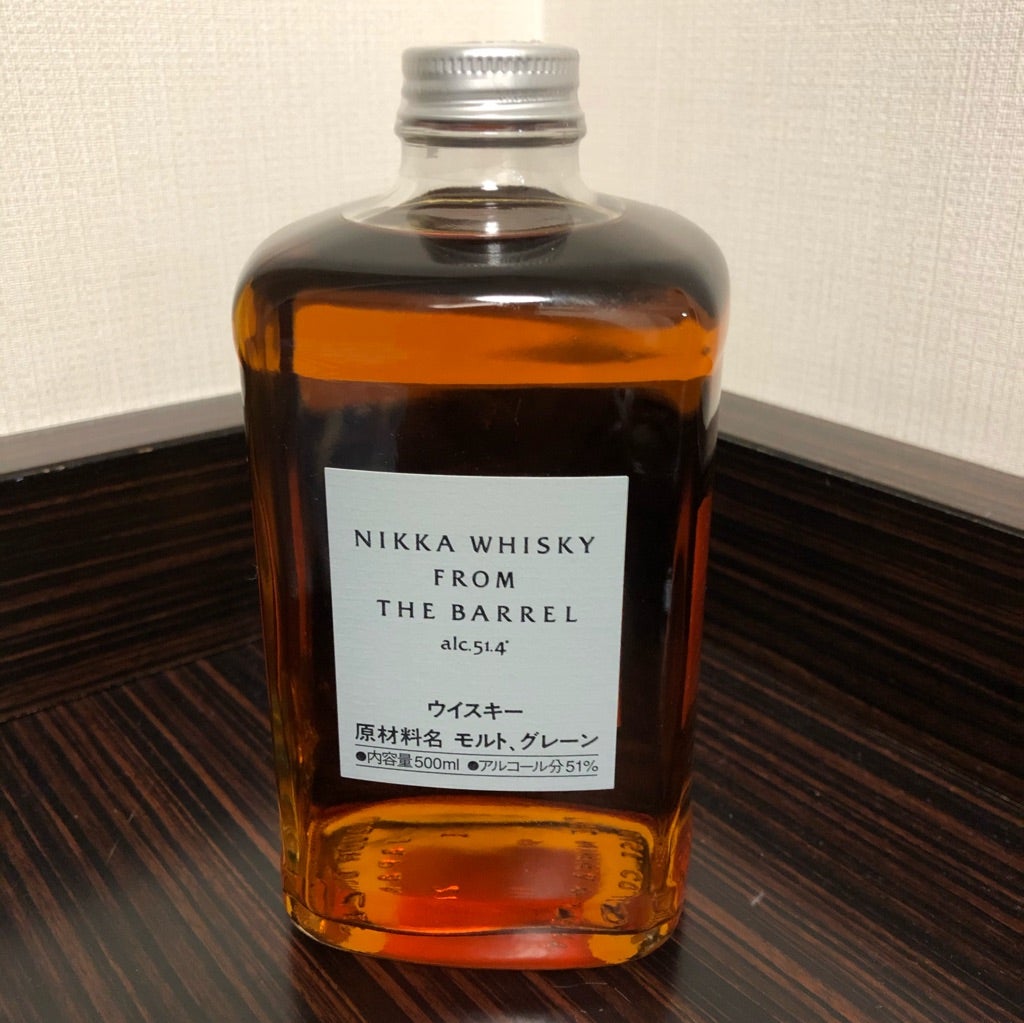 NIKKA WHISKY
FROM
THE BARREL
alc.51.4°
ウイスキー
原材料名 モルト、グレーン
●内容量500ml ●アルコール分51%